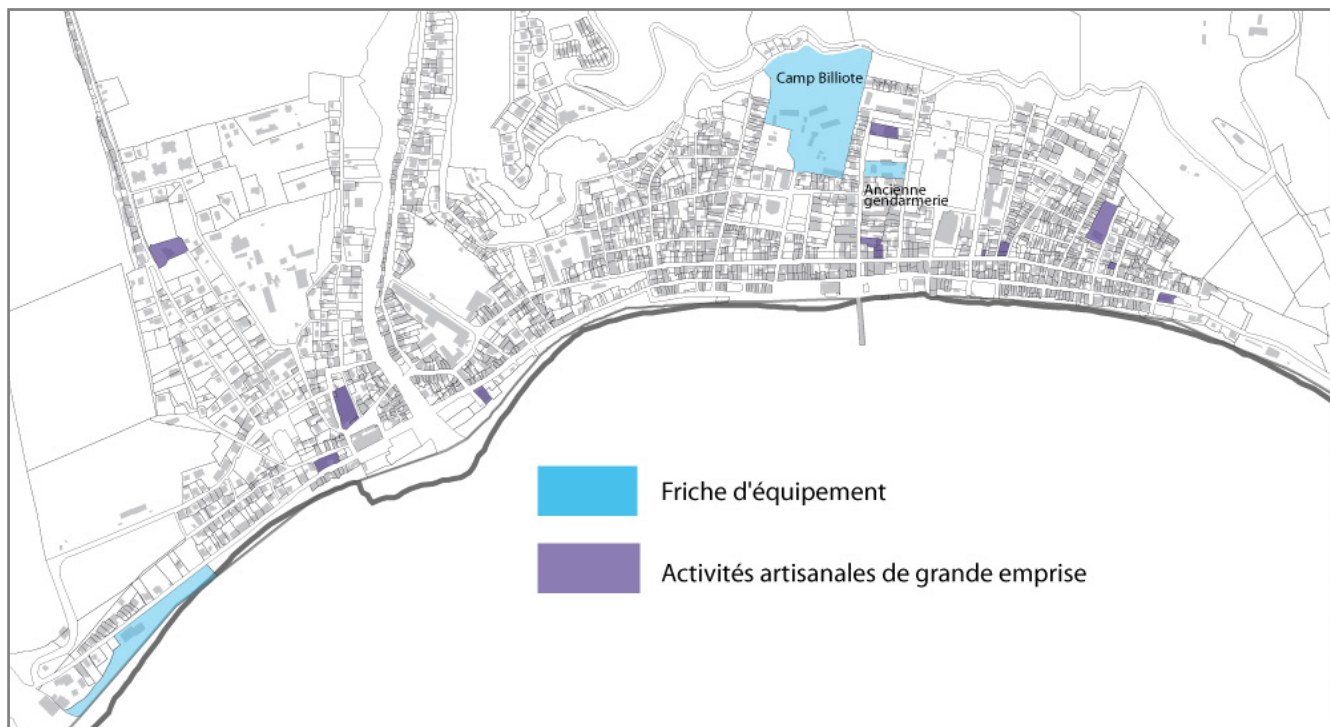 Camp Billiote
Ancienne
gendarmerie
Friche d'équipement
Activités artisanales de grande emprise